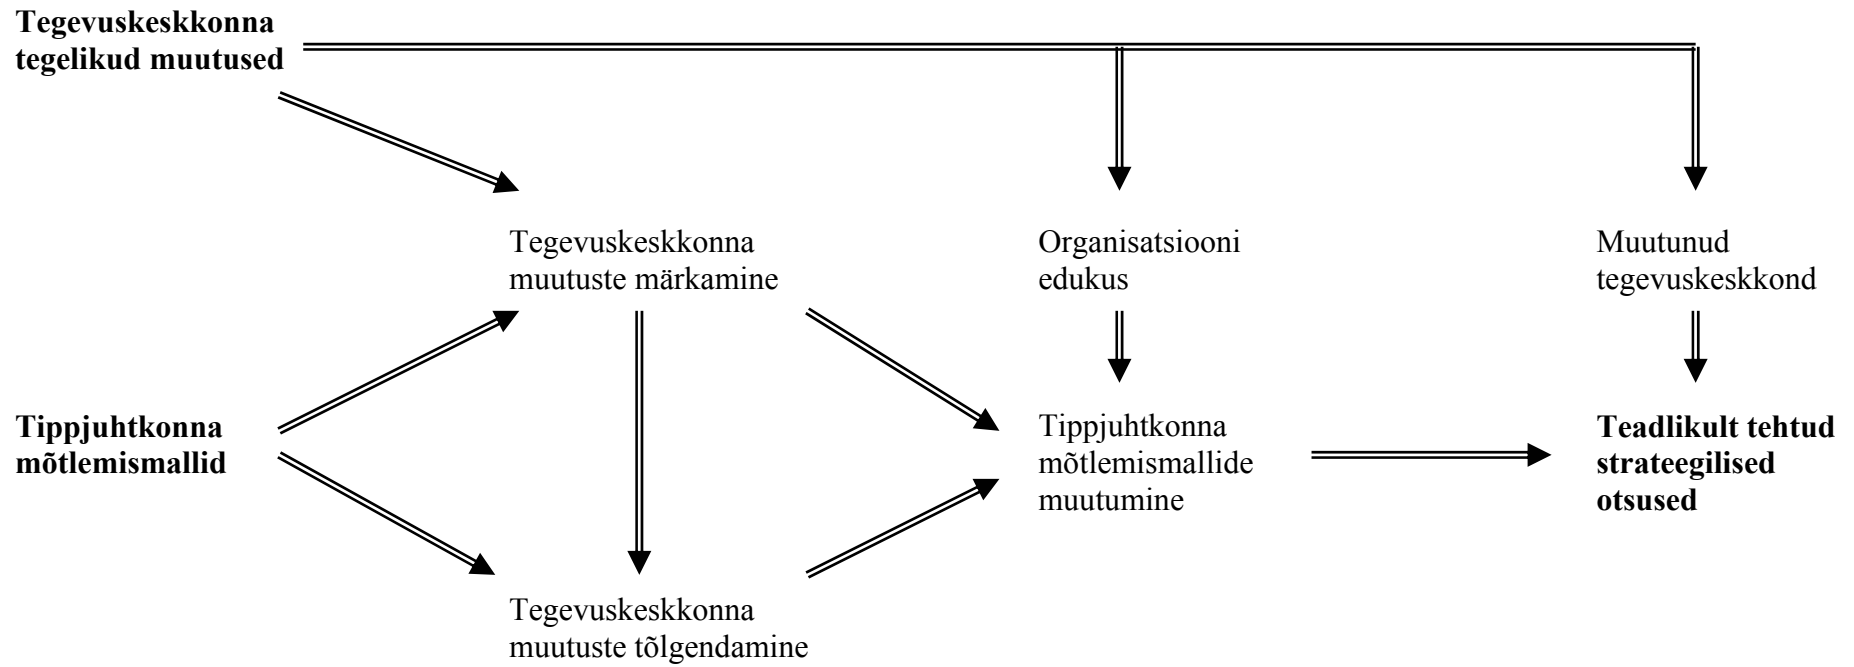 Tegevuskeskkonna
tegelikud muutused
Tegevuskeskkonna
muutuste märkamine
Organisatsiooni
edukus
Muutunud
tegevuskeskkond
Tippjuhtkonna
mõtlemismallid
Tippjuhtkonna
mõtlemismallide
muutumine
Teadlikult tehtud
strateegilised
otsused
Tegevuskeskkonna
muutuste tõlgendamine